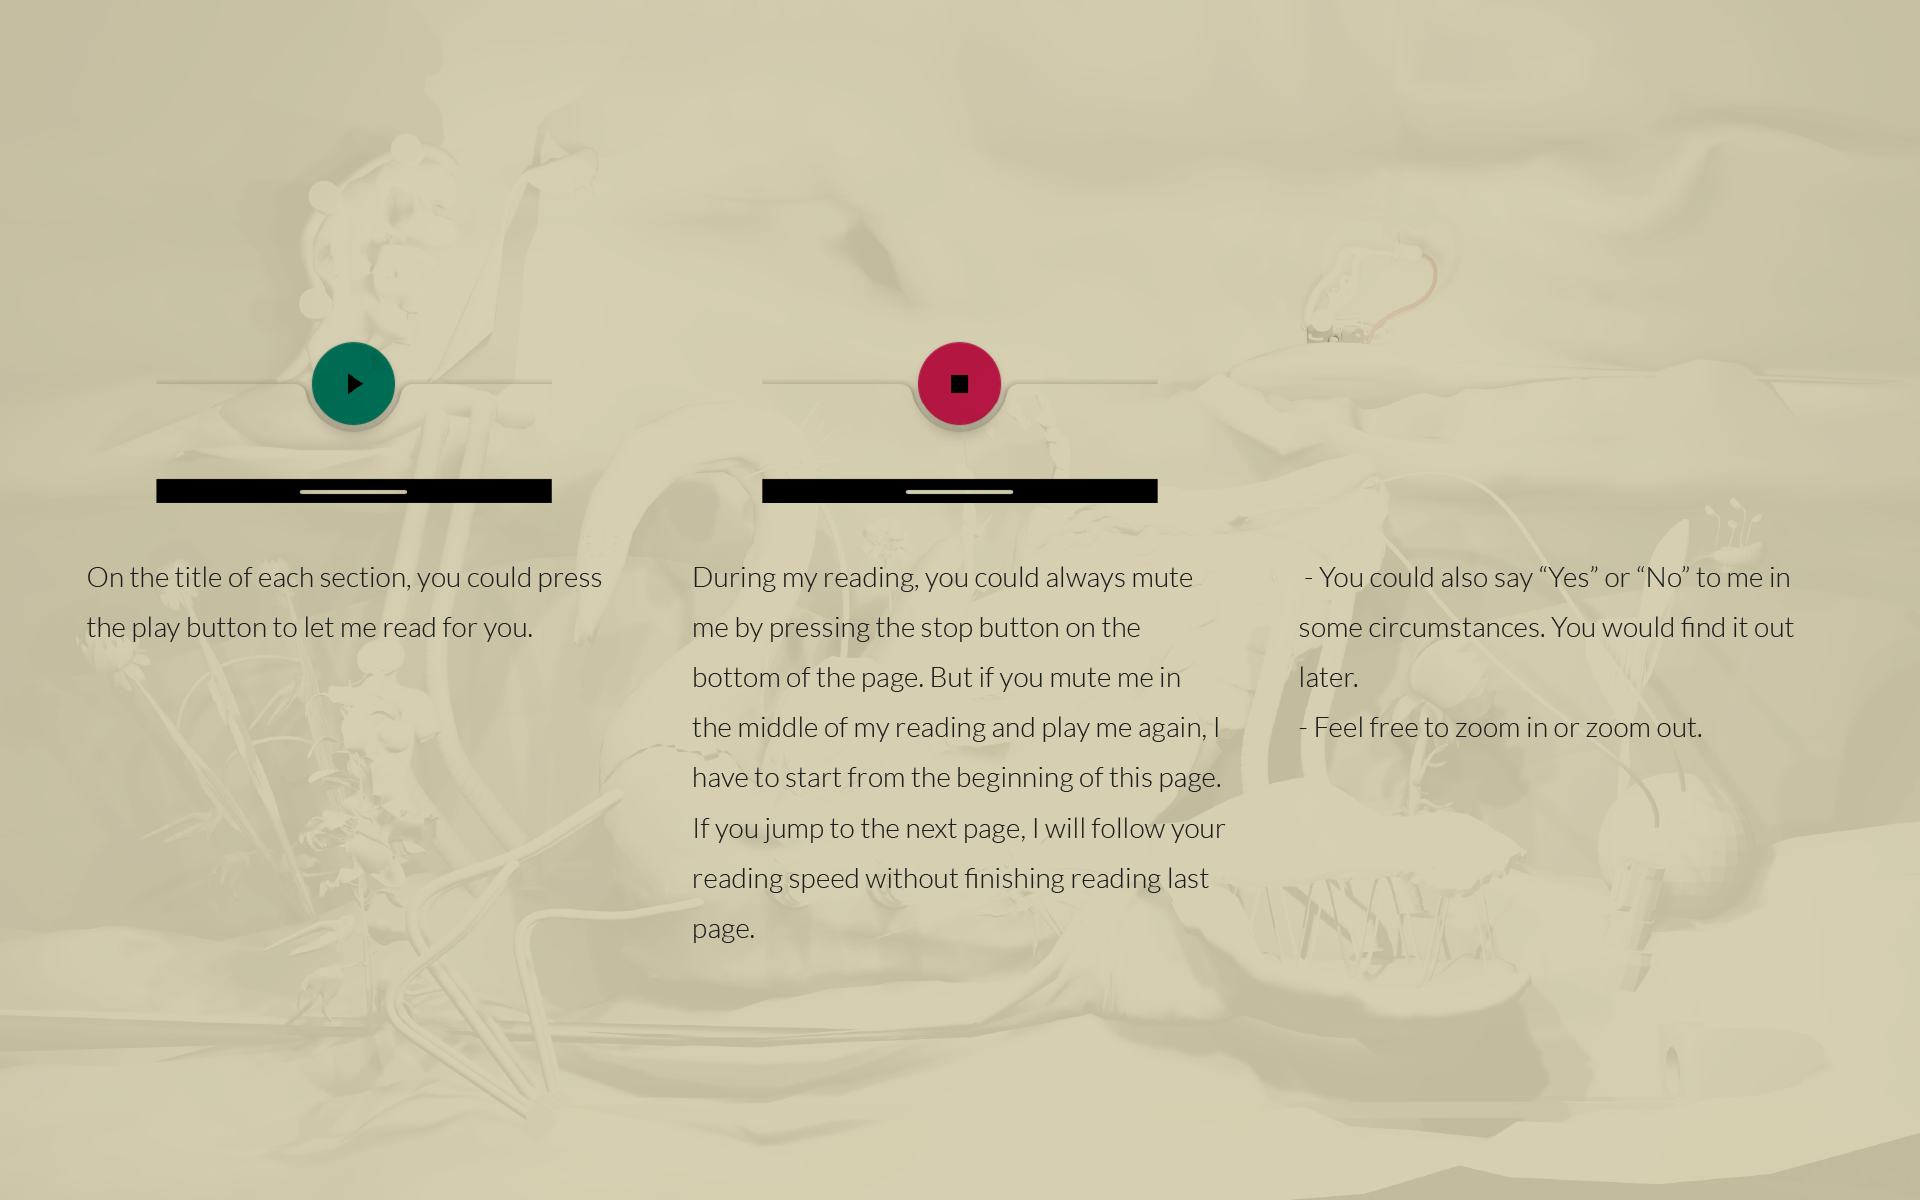 On the title of each section, you could press
the play button to let me read for you.
During my reading, you could always mute
me by pressing the stop button on the
bottom of the page. But if you mute me in
the middle of my reading and play me again, I
have to start from the beginning of this page.
If you jump to the next page, I will follow your
reading speed without finishing reading last
page.
- You could also say “Yes” or “No” to me in
some circumstances. You would find it out
later.
- Feel free to zoom in or zoom out.